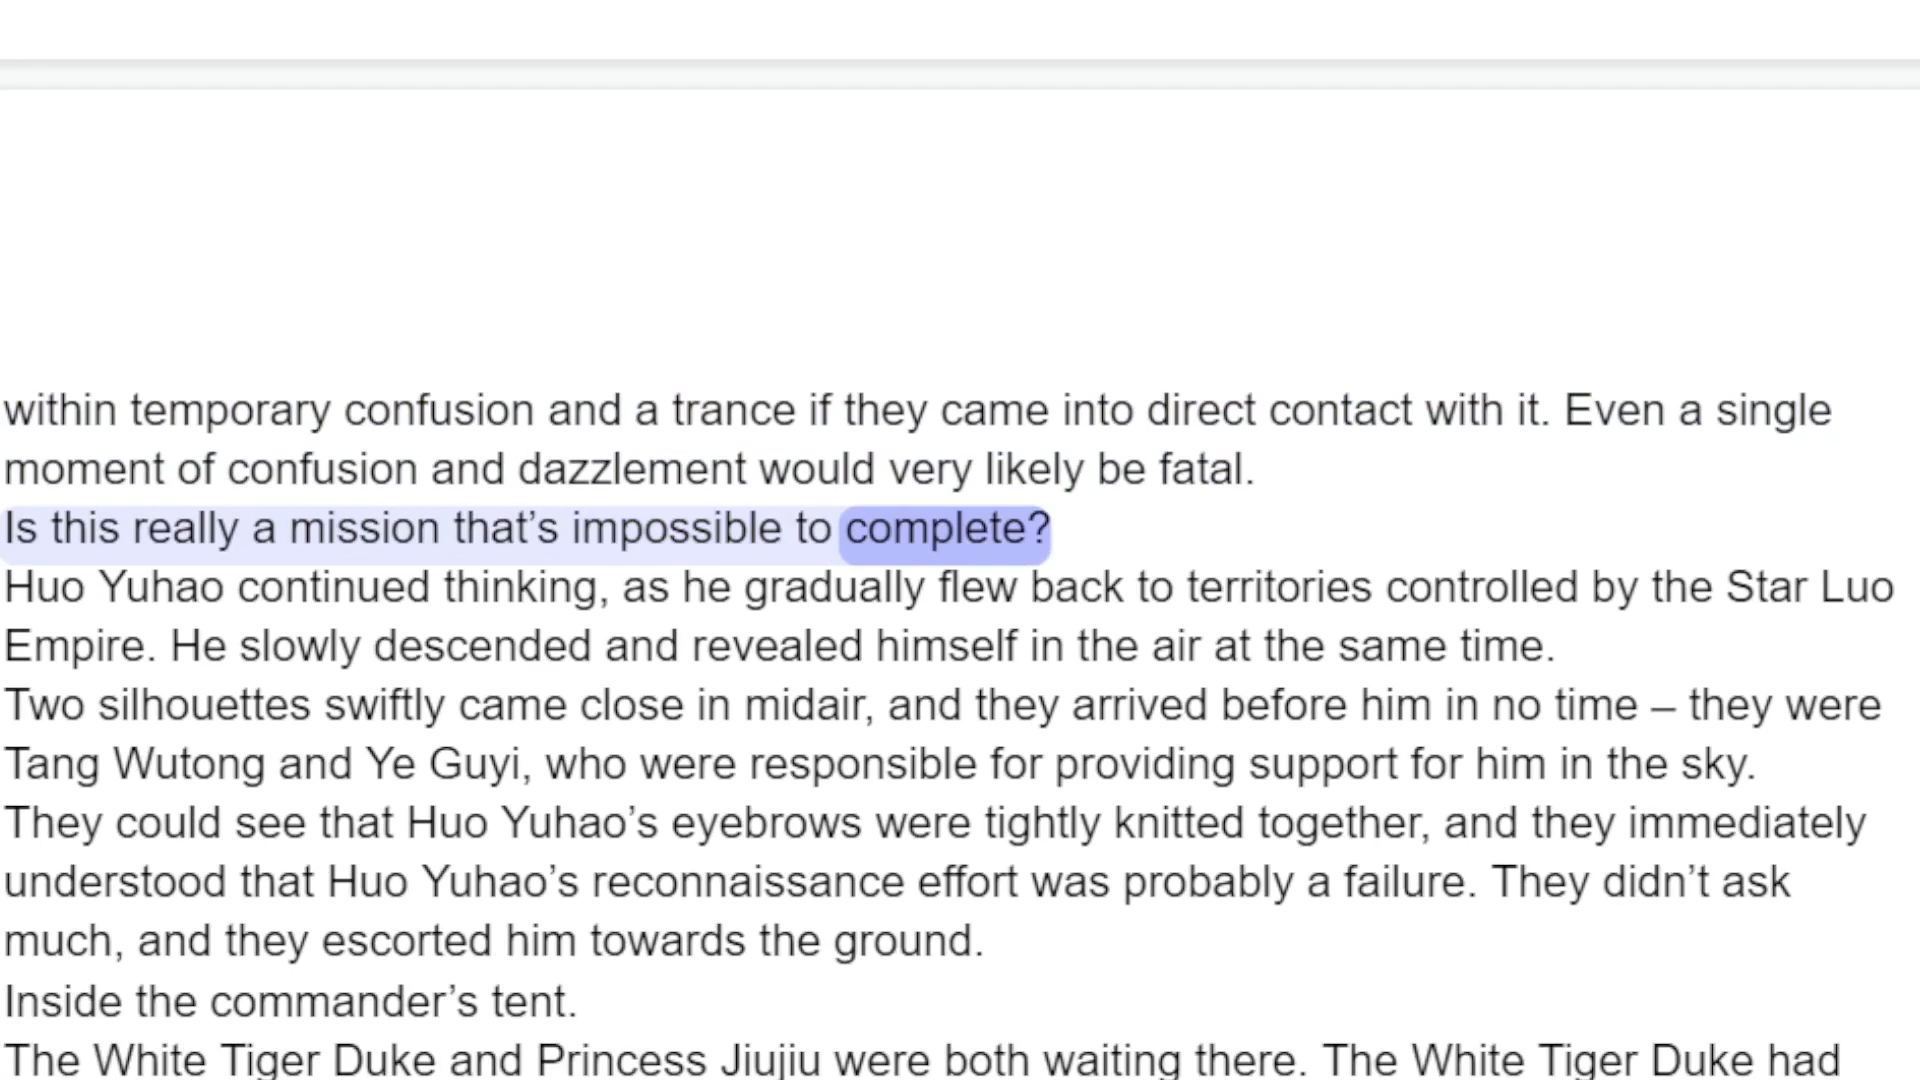 within temporary confusion and a trance if they came into direct contact with it. Even a single
moment of confusion and dazzlement would very likely be fatal.
Is this really a mission that’s impossible to complete?
Huo Yuhao continued thinking, as he gradually flew back to territories controlled by the Star Luo
Empire. He slowly descended and revealed himself in the air at the same time.
Two silhouettes swiftly came close in midair, and they arrived before him in no time – they were
Tang Wutong and Ye Guyi, who were responsible for providing support for him in the sky.
They could see that Huo Yuhao’s eyebrows were tightly knitted together, and they immediately
understood that Huo Yuhao’s reconnaissance effort was probably a failure. They didn’t ask
much, and they escorted him towards the ground.
Inside the commander’s tent.
The White Tiger Duke and Princess Jiujiu were both waiting there. The White Tiger Duke had